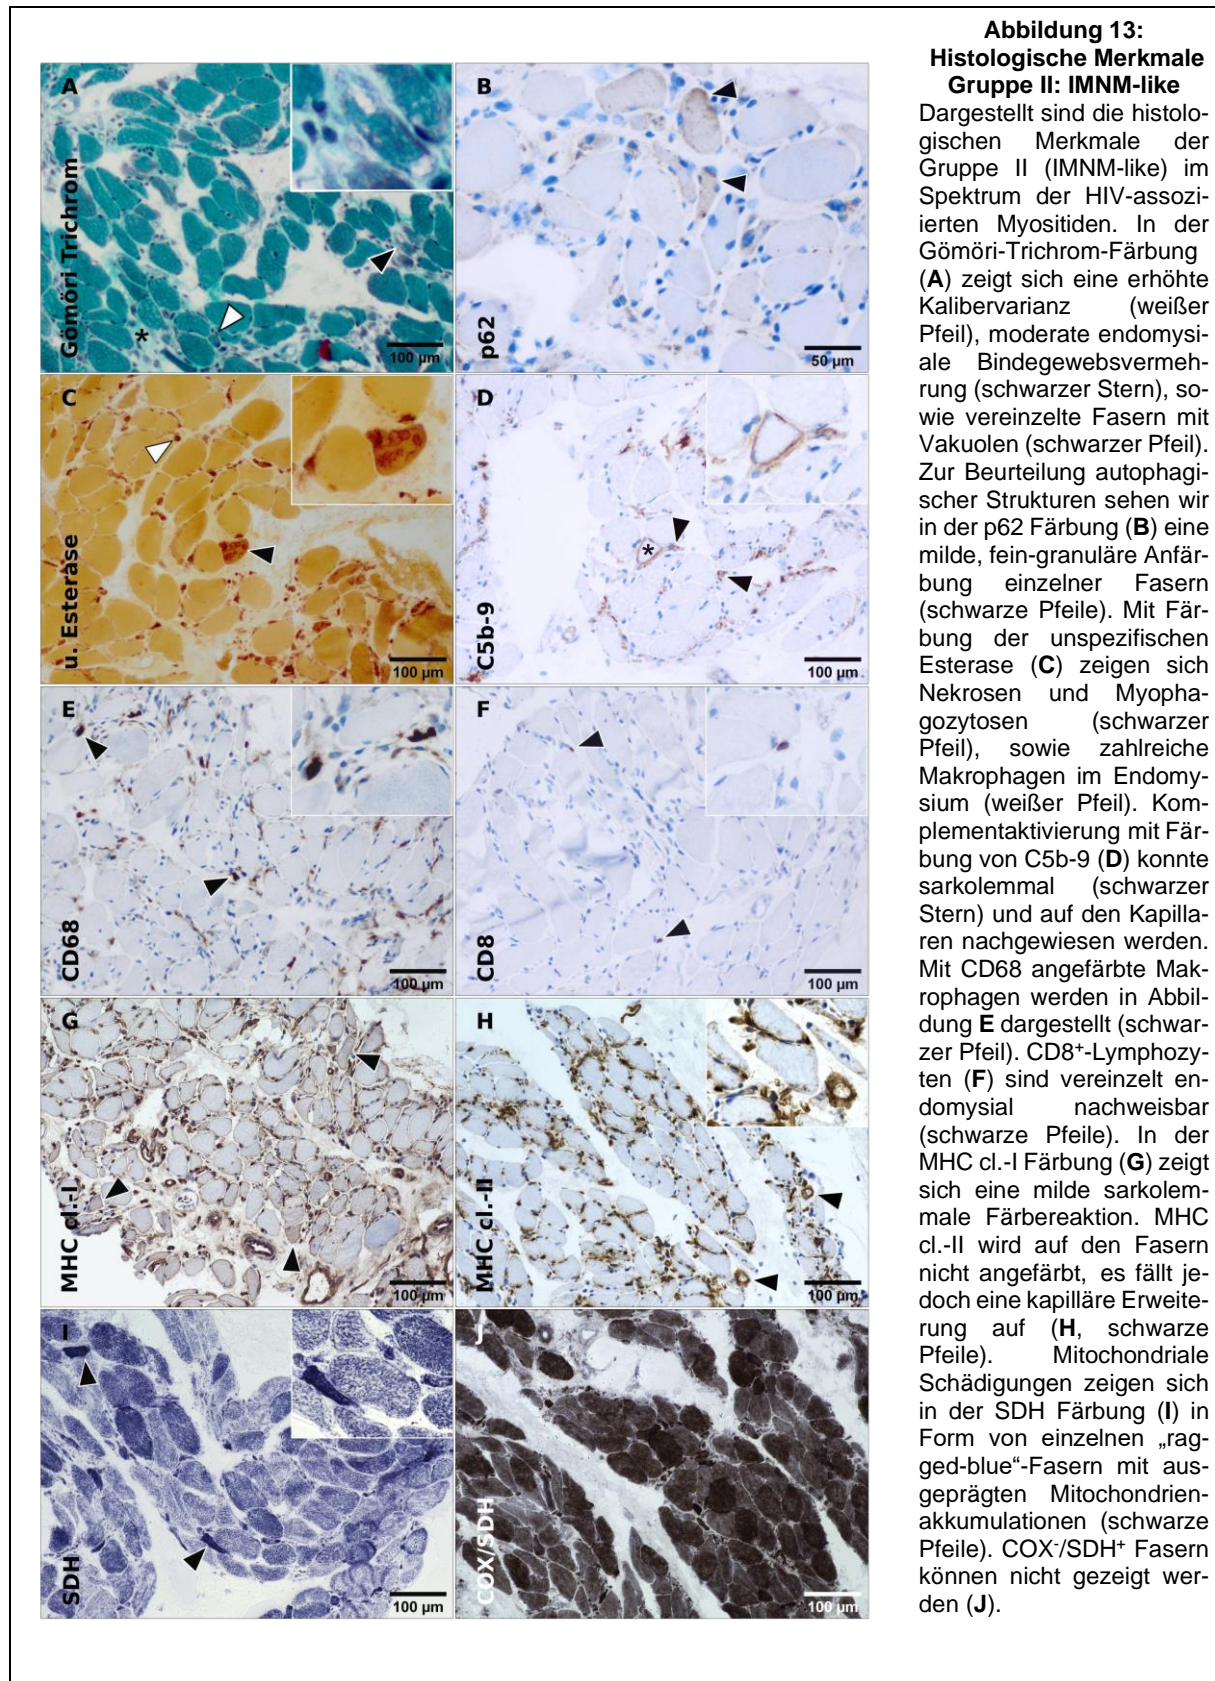 Abbildung 13:
Histologische Merkmale
Gruppe II: IMNM-like
Dargestellt sind die histolo-
gischen Merkmale der
Gruppe II (IMNM-like) im
Spektrum der HIV-assozi-
ierten Myositiden. In der
Gömöri-Trichrom-Färbung
(A) zeigt sich eine erhöhte
Kalibervarianz (weißer
Pfeil), moderate endomysi-
ale Bindegewebsvermeh-
rung (schwarzer Stern), so-
wie vereinzelte Fasern mit
Vakuolen (schwarzer Pfeil).
Zur Beurteilung autophagi-
scher Strukturen sehen wir
in der p62 Färbung (B) eine
milde, fein-granuläre Anfär-
bung einzelner Fasern
(schwarze Pfeile). Mit Fär-
bung der unspezifischen
Esterase (C) zeigen sich
Nekrosen und Myopha-
gozytosen (schwarzer
Pfeil), sowie zahlreiche
Makrophagen im Endomy-
sium (weißer Pfeil). Kom-
plementaktivierung mit Fär-
bung von C5b-9 (D) konnte
sarkolemmal (schwarzer
Stern) und auf den Kapilla-
ren nachgewiesen werden.
Mit CD68 angefärbte Mak-
rophagen werden in Abbil-
dung E dargestellt (schwar-
zer Pfeil). CD8⁺-Lymphozy-
ten (F) sind vereinzelt en-
domysial nachweisbar
(schwarze Pfeile). In der
MHC cl.-I Färbung (G) zeigt
sich eine milde sarkolem-
male Färbereaktion. MHC
cl.-II wird auf den Fasern
nicht angefärbt, es fällt je-
doch eine kapilläre Erweite-
rung auf (H, schwarze
Pfeile). Mitochondriale
Schädigungen zeigen sich
in der SDH Färbung (I) in
Form von einzelnen „rag-
ged-blue“-Fasern mit aus-
geprägten Mitochondrien-
akkumulationen (schwarze
Pfeile). COX⁻/SDH⁺ Fasern
können nicht gezeigt wer-
den (J).
A
Gömöri Trichrom
*
100 µm
B
p62
50 µm
C
u. Esterase
100 µm
D
C5b-9
*
100 µm
E
CD68
100 µm
F
CD8
100 µm
G
MHC cl.-I
100 µm
H
MHC cl.-II
100 µm
I
SDH
100 µm
J
COX/SDH
100 µm